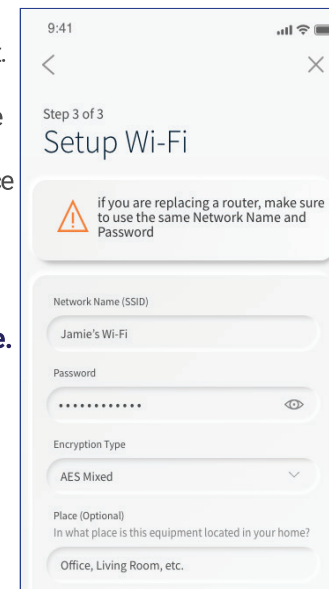 t.
e
ce
e.
9:41
Step 3 of 3
Setup Wi-Fi
if you are replacing a router, make sure
to use the same Network Name and
Password
Network Name (SSID)
Jamie's Wi-Fi
Password
••••••••••••
Encryption Type
AES Mixed
Place (Optional)
In what place is this equipment located in your home?
Office, Living Room, etc.